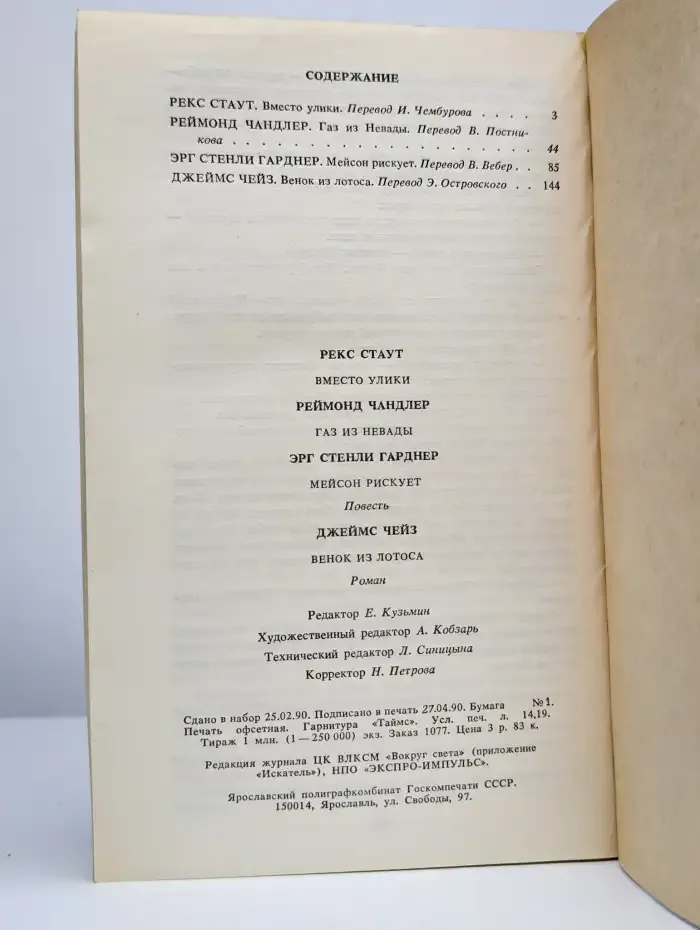 СОДЕРЖАНИЕ
РЕКС СТАУТ. Вместо улики. Перевод И. Чембурова . . . . 3
РЕЙМОНД ЧАНДЛЕР. Газ из Невады. Перевод В. Постни-
кова . . . . . . . . . . . . . . . . . . . 44
ЭРГ СТЕНЛИ ГАРДНЕР. Мейсон рискует. Перевод В. Вебер . . 85
ДЖЕЙМС ЧЕЙЗ. Венок из лотоса. Перевод Э. Островского . . 144
РЕКС СТАУТ
ВМЕСТО УЛИКИ
РЕЙМОНД ЧАНДЛЕР
ГАЗ ИЗ НЕВАДЫ
ЭРГ СТЕНЛИ ГАРДНЕР
МЕЙСОН РИСКУЕТ
Повесть
ДЖЕЙМС ЧЕЙЗ
ВЕНОК ИЗ ЛОТОСА
Роман
Редактор Е. Кузьмин
Художественный редактор А. Кобзарь
Технический редактор Л. Синицына
Корректор Н. Петрова
Сдано в набор 25.02.90. Подписано в печать 27.04.90. Бумага №1.
Печать офсетная. Гарнитура «Таймс». Усл. печ. л. 14,19.
Тираж 1 млн. (1—250 000) экз. Заказ 1077. Цена 3 р. 83 к.
Редакция журнала ЦК ВЛКСМ «Вокруг света» (приложение
«Искатель»), НПО «ЭКСПРО-ИМПУЛЬС».
Ярославский полиграфкомбинат Госкомпечати СССР.
150014, Ярославль, ул. Свободы, 97.